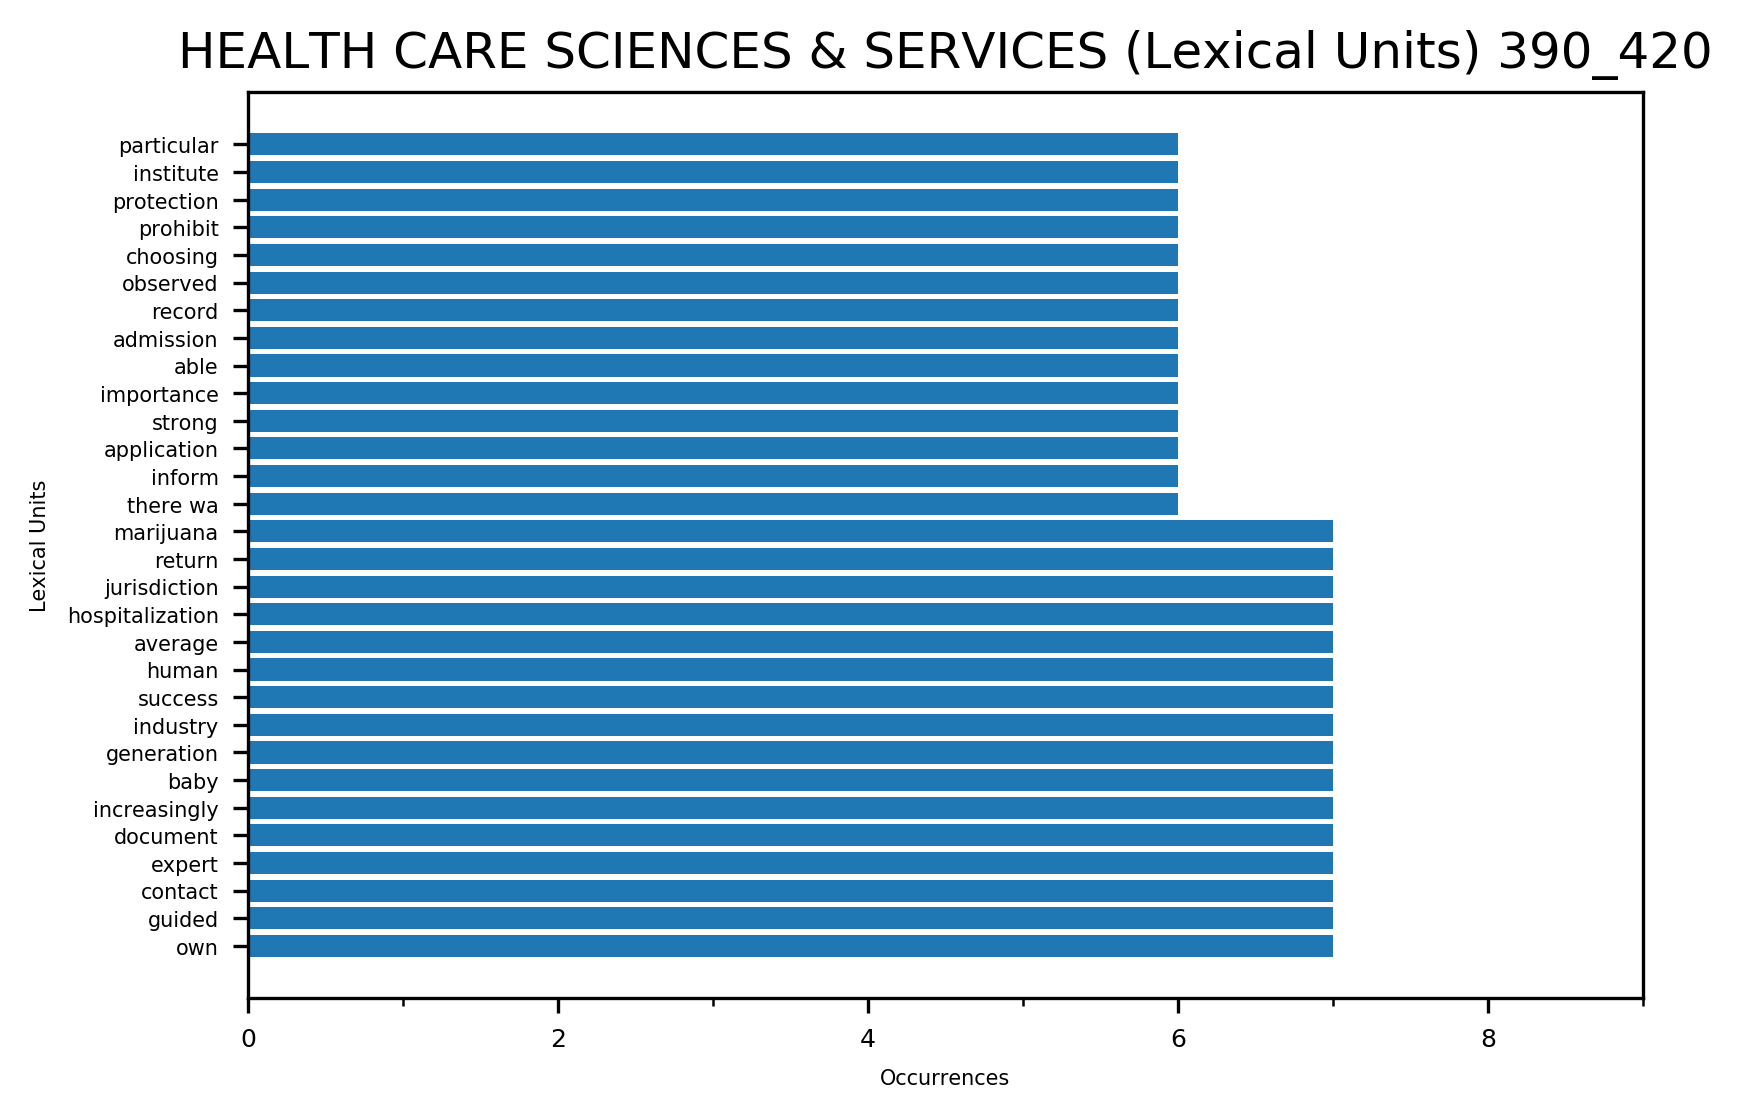 HEALTH CARE SCIENCES & SERVICES (Lexical Units) 390_420
particular
institute
protection
prohibit
choosing
observed
record
admission
able
importance
strong
application
inform
there wa
marijuana
return
jurisdiction
hospitalization
average
human
success
industry
generation
baby
increasingly
document
expert
contact
guided
own
Lexical Units
0 2 4 6 8
Occurrences